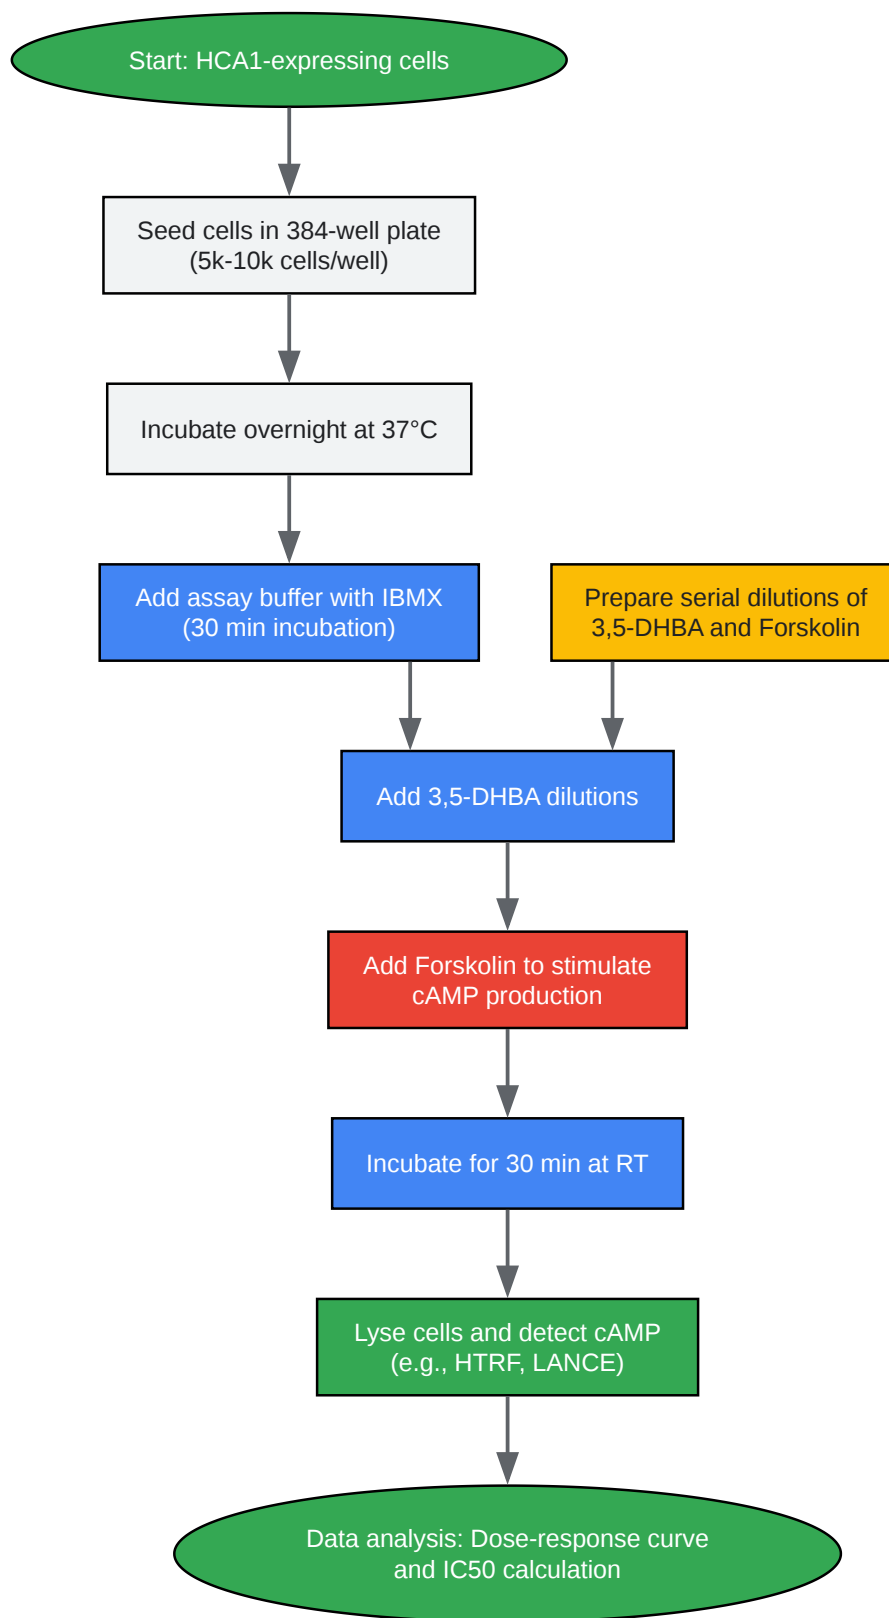 Start: HCA1-expressing cells
Seed cells in 384-well plate
(5k-10k cells/well)
Incubate overnight at 37°C
Add assay buffer with IBMX
(30 min incubation)
Prepare serial dilutions of
3,5-DHBA and Forskolin
Add 3,5-DHBA dilutions
Add Forskolin to stimulate
cAMP production
Incubate for 30 min at RT
Lyse cells and detect cAMP
(e.g., HTRF, LANCE)
Data analysis: Dose-response curve
and IC50 calculation